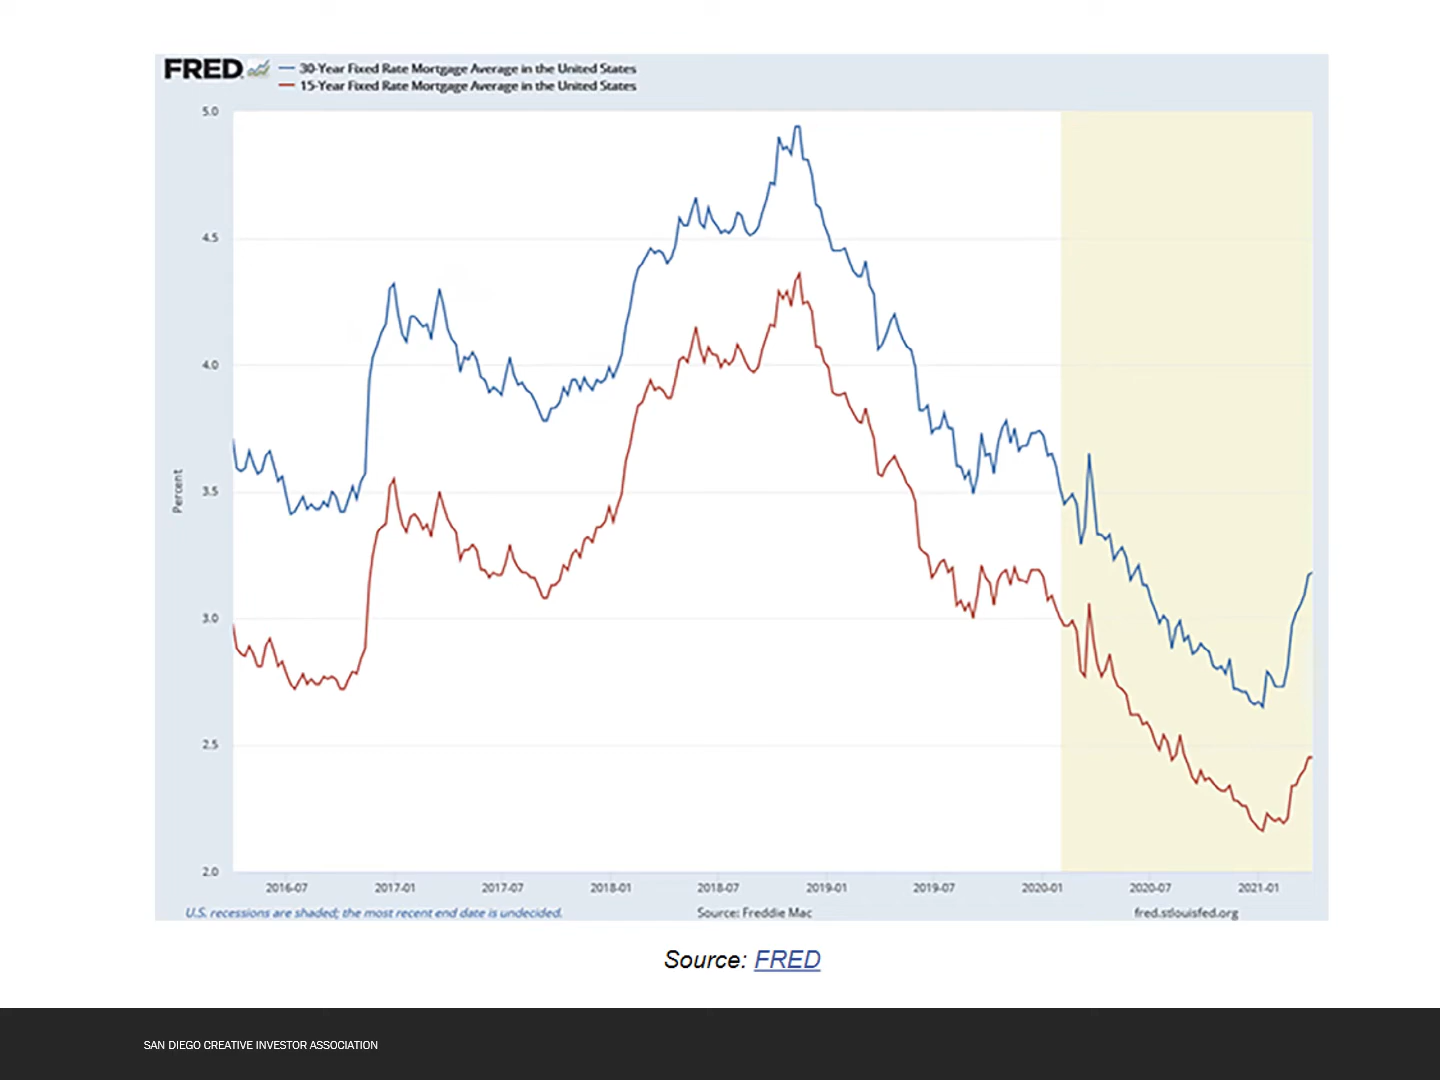 FRED
30-Year Fixed Rate Mortgage Average in the United States
15-Year Fixed Rate Mortgage Average in the United States
5.0
4.5
4.0
3.5
3.0
2.5
2.0
Percent
2016-07 2017-01 2017-07 2018-01 2018-07 2019-01 2019-07 2020-01 2020-07 2021-01
U.S. recessions are shaded; the most recent end date is undecided. Source: Freddie Mac fred.stlouisfed.org
Source: FRED
SAN DIEGO CREATIVE INVESTOR ASSOCIATION